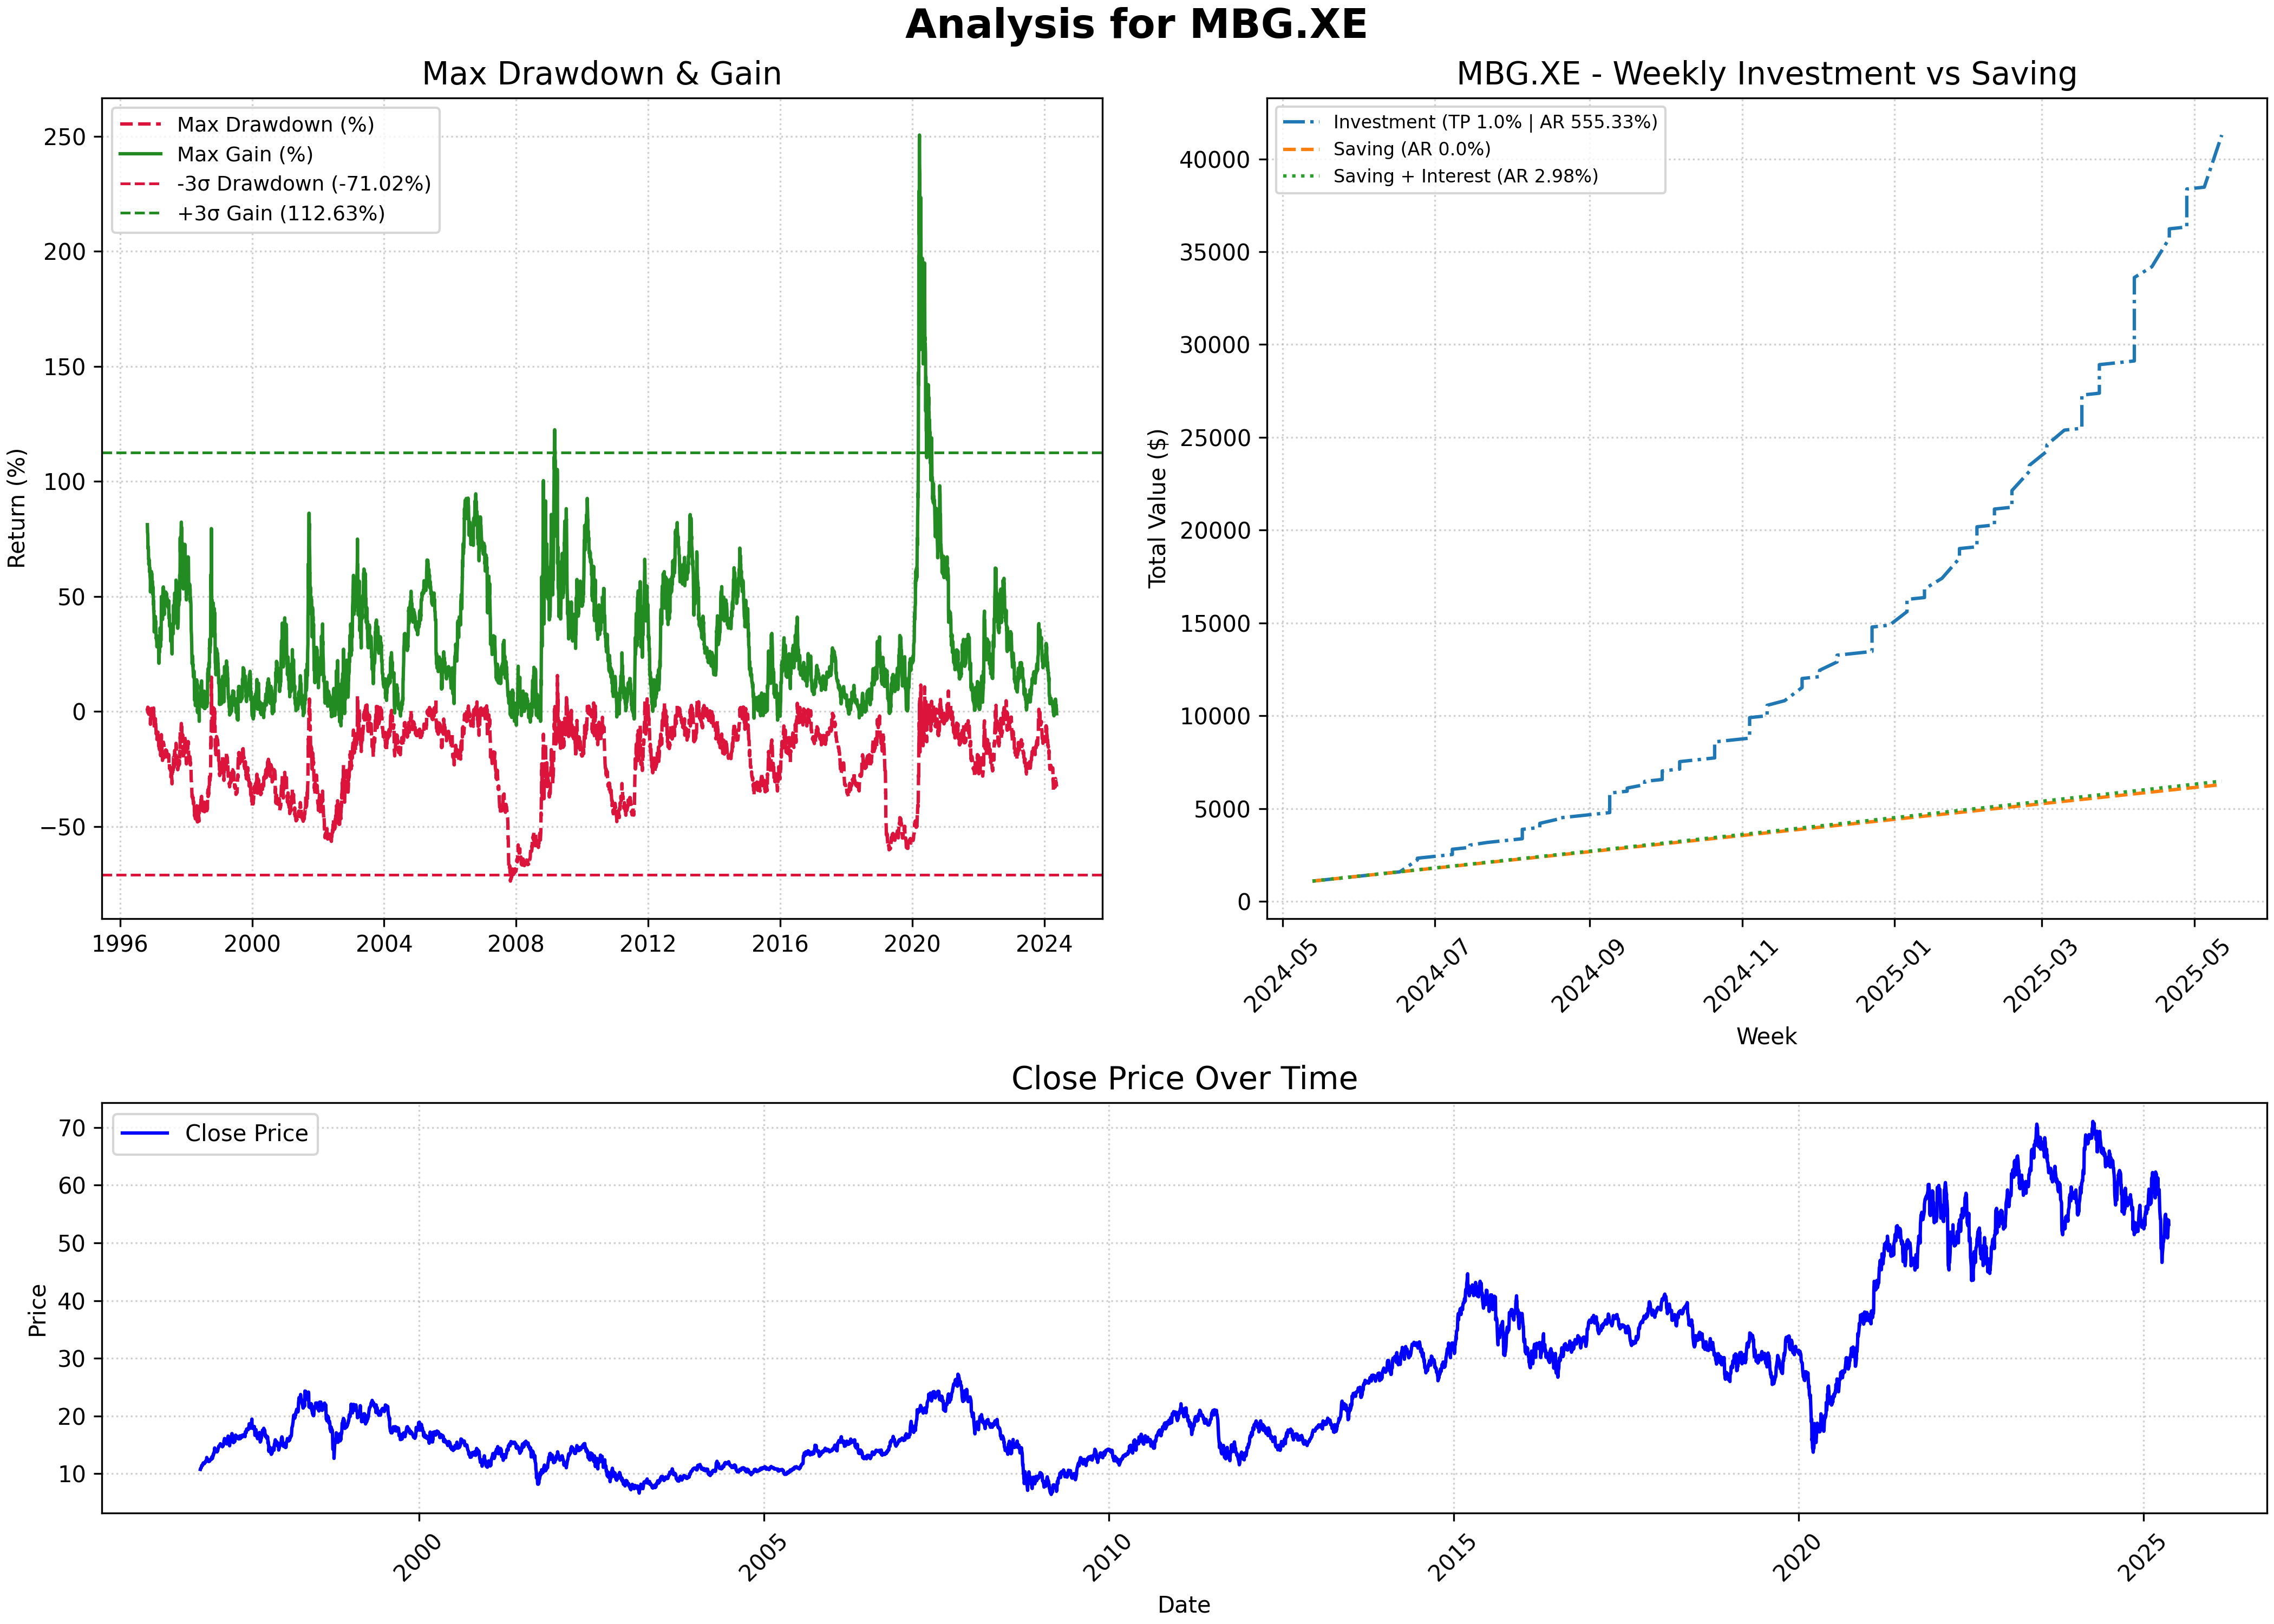 Analysis for MBG.XE
Max Drawdown & Gain
Max Drawdown (%)
Max Gain (%)
-3σ Drawdown (-71.02%)
+3σ Gain (112.63%)
Return (%)
250
200
150
100
50
0
−50
1996
2000
2004
2008
2012
2016
2020
2024
MBG.XE - Weekly Investment vs Saving
Investment (TP 1.0% | AR 555.33%)
Saving (AR 0.0%)
Saving + Interest (AR 2.98%)
Total Value ($)
40000
35000
30000
25000
20000
15000
10000
5000
0
2024-05
2024-07
2024-09
2024-11
2025-01
2025-03
2025-05
Week
Close Price Over Time
Close Price
Price
70
60
50
40
30
20
10
2000
2005
2010
2015
2020
2025
Date